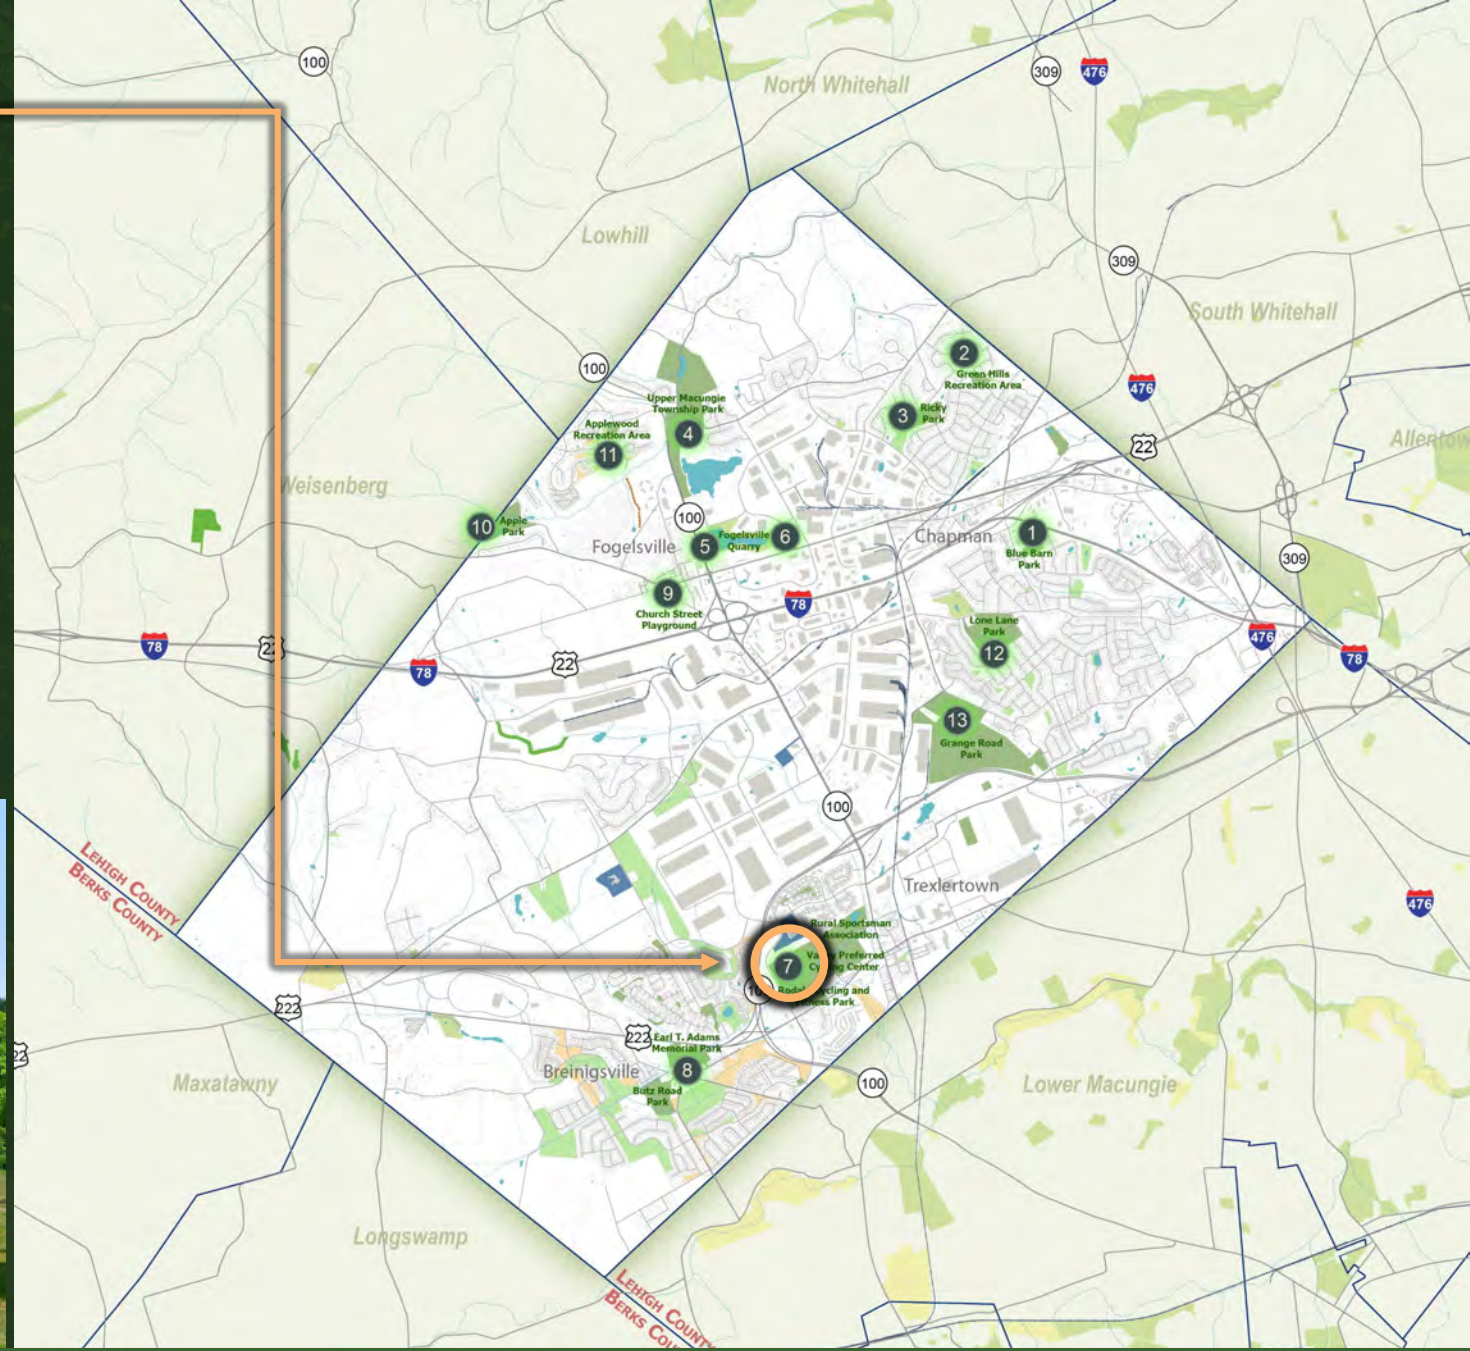 100
309
476
North Whitehall
Lowhill
309
South Whitehall
100
2
Green Hills
Recreation Area
476
Upper Macungie
Township Park
3
Ricky
Park
4
Applewood
Recreation Area
11
22
Weisenberg
10
Apple
Park
100
Fogelsville
5
Fogelsville
Quarry
6
Chapman
1
Blue Barn
Park
309
9
Church Street
Playground
78
Lone Lane
Park
12
476
78
78
22
78
22
13
Grange Road
Park
100
LEHIGH COUNTY
BERKS COUNTY
Trexlertown
476
Rural Sportsman
Association
7
Cycling Center
222
222
Earl T. Adams
Memorial Park
8
Breinigsville
Butz Road
Park
Maxatawny
100
Lower Macungie
Longswamp
LEHIGH COUNTY
BERKS